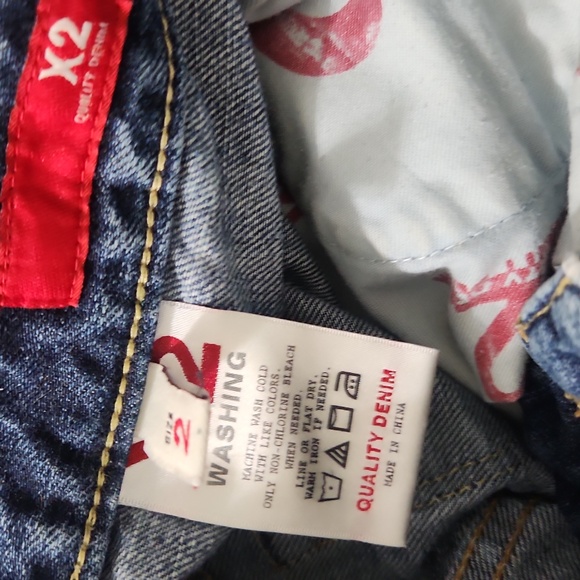 X2
QUALITY DENIM
SIZE
2
WASHING
MACHINE WASH COLD
WITH LIKE COLORS.
ONLY NON-CHLORINE BLEACH
WHEN NEEDED.
LINE OR FLAT DRY.
WARM IRON IF NEEDED.
QUALITY DENIM
MADE IN CHINA